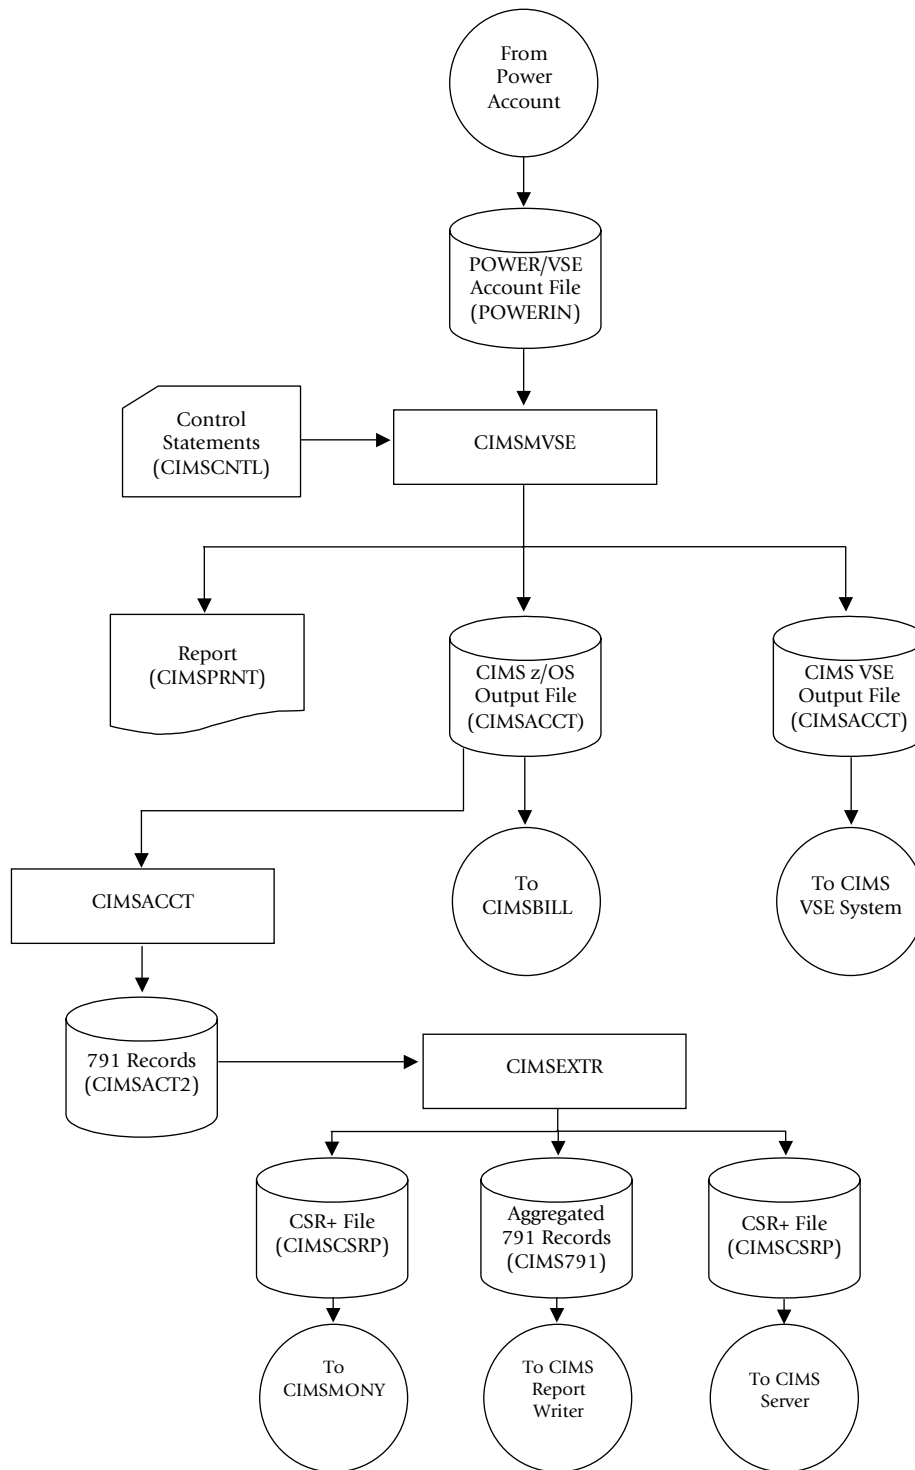 From
Power
Account
POWER/VSE
Account File
(POWERIN)
Control
Statements
(CIMSCNTL)
CIMSMVSE
Report
(CIMSPRNT)
CIMS z/OS
Output File
(CIMSACCT)
CIMS VSE
Output File
(CIMSACCT)
CIMSACCT
To
CIMSBILL
To CIMS
VSE System
791 Records
(CIMSACT2)
CIMSEXTR
CSR+ File
(CIMSCSRP)
Aggregated
791 Records
(CIMS791)
CSR+ File
(CIMSCSRP)
To
CIMSMONY
To CIMS
Report
Writer
To CIMS
Server